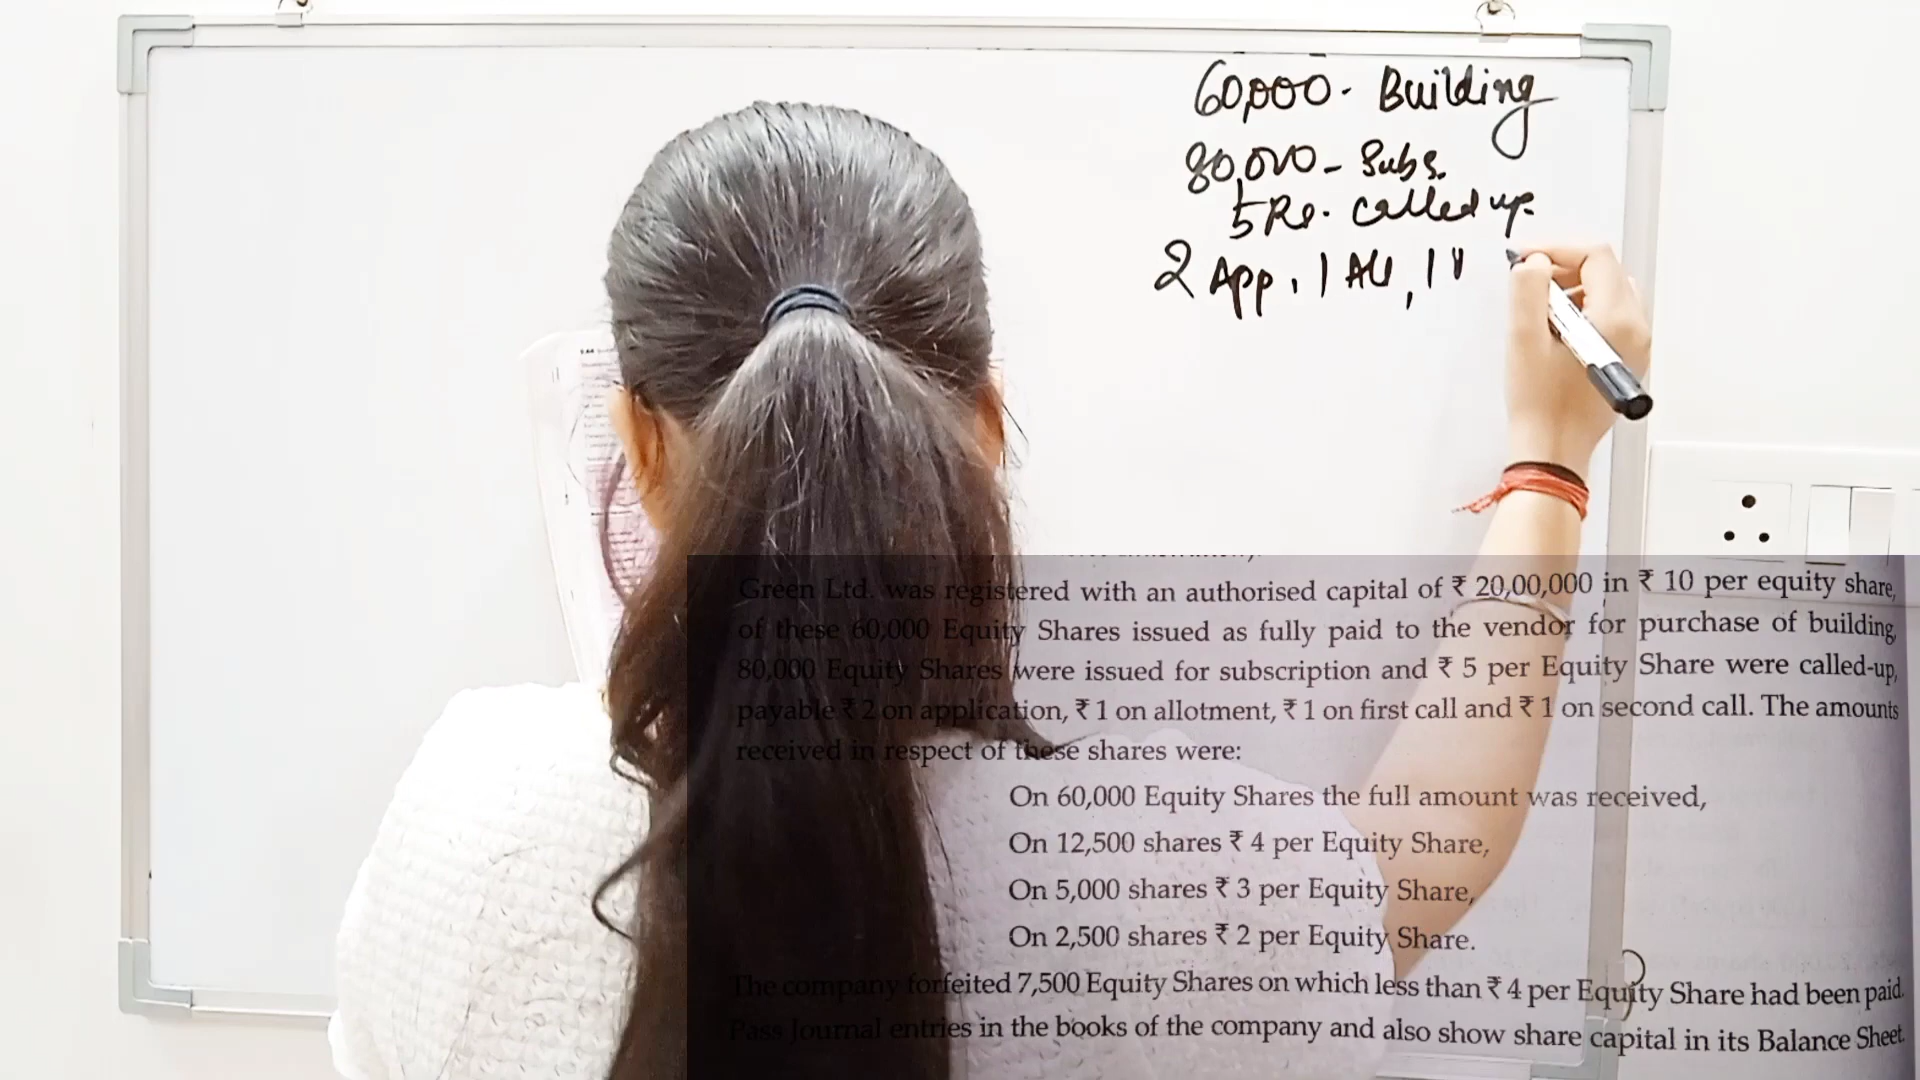 60,000 - Building
80,000 - Subs.
5 Re. Called up
2 App, 1 All, 1
Green Ltd. was registered with an authorised capital of ₹ 20,00,000 in ₹ 10 per equity share,
of these 60,000 Equity Shares issued as fully paid to the vendor for purchase of building,
80,000 Equity Shares were issued for subscription and ₹ 5 per Equity Share were called-up,
payable ₹ 2 on application, ₹ 1 on allotment, ₹ 1 on first call and ₹ 1 on second call. The amounts
received in respect of these shares were:
On 60,000 Equity Shares the full amount was received,
On 12,500 shares ₹ 4 per Equity Share,
On 5,000 shares ₹ 3 per Equity Share,
On 2,500 shares ₹ 2 per Equity Share.
The company forfeited 7,500 Equity Shares on which less than ₹ 4 per Equity Share had been paid.
Pass Journal entries in the books of the company and also show share capital in its Balance Sheet.